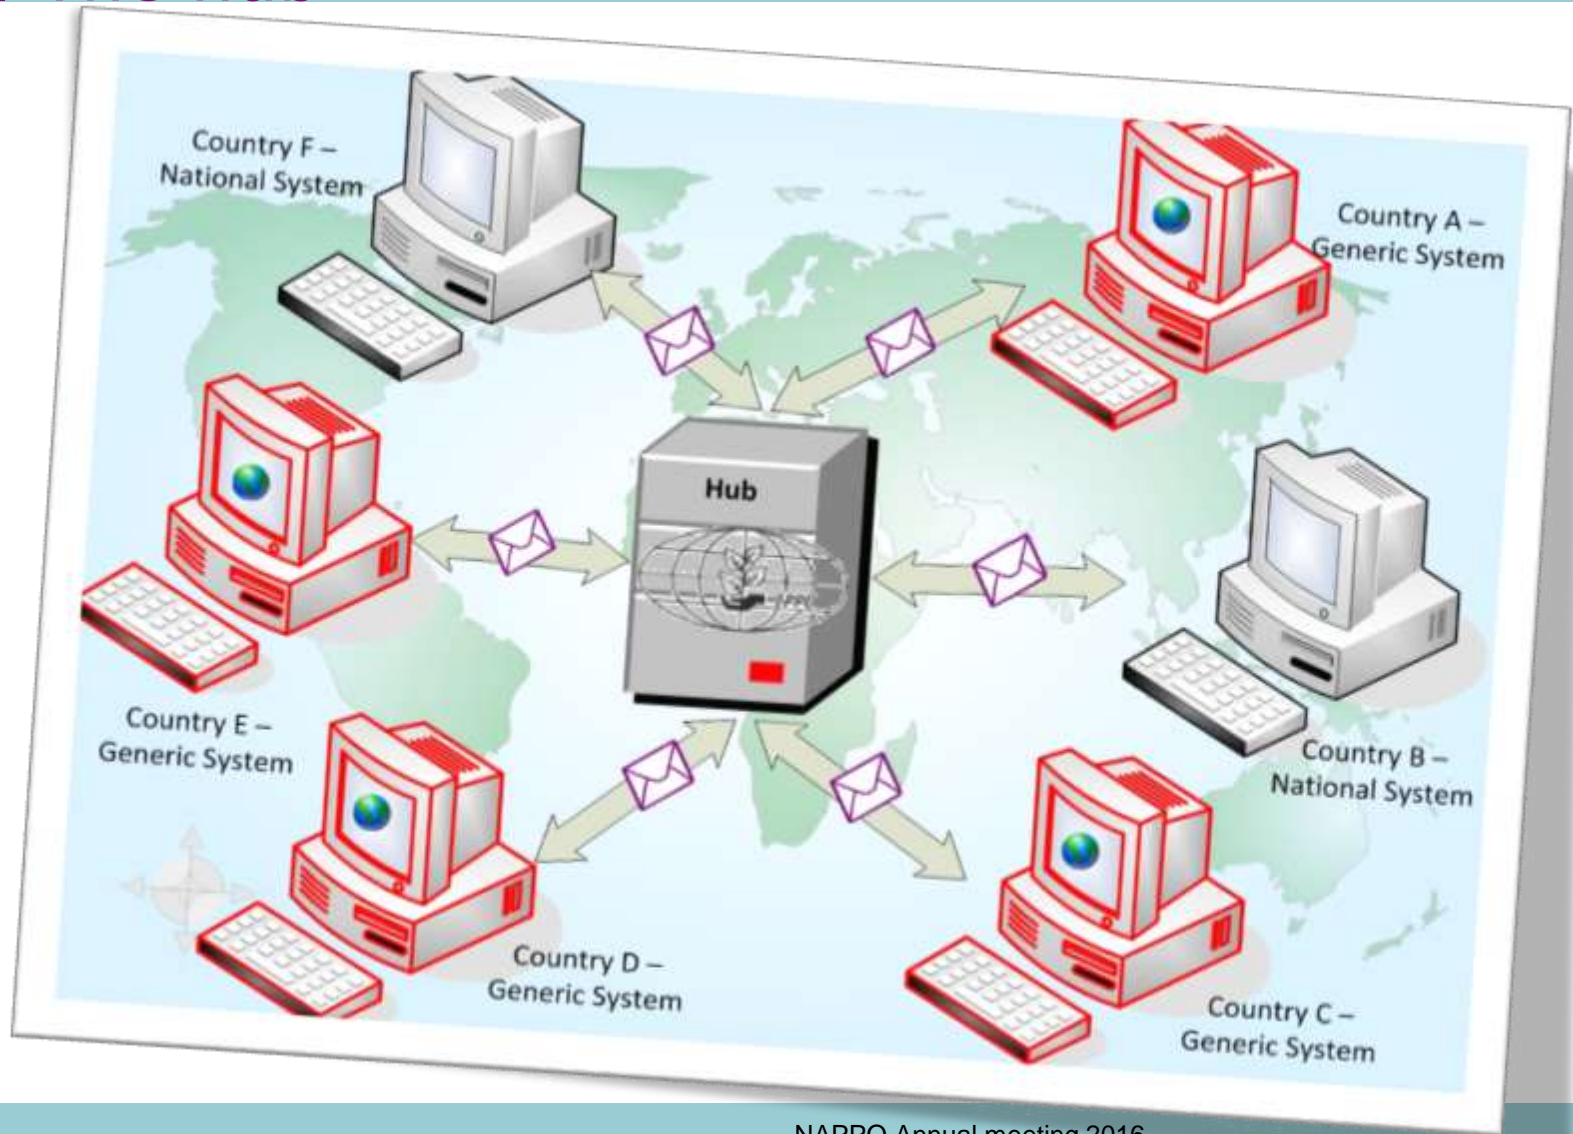 Country F –
National System
Country A –
Generic System
Hub
Country E –
Generic System
Country B –
National System
Country D –
Generic System
Country C –
Generic System
NAPPO Annual meeting 2016